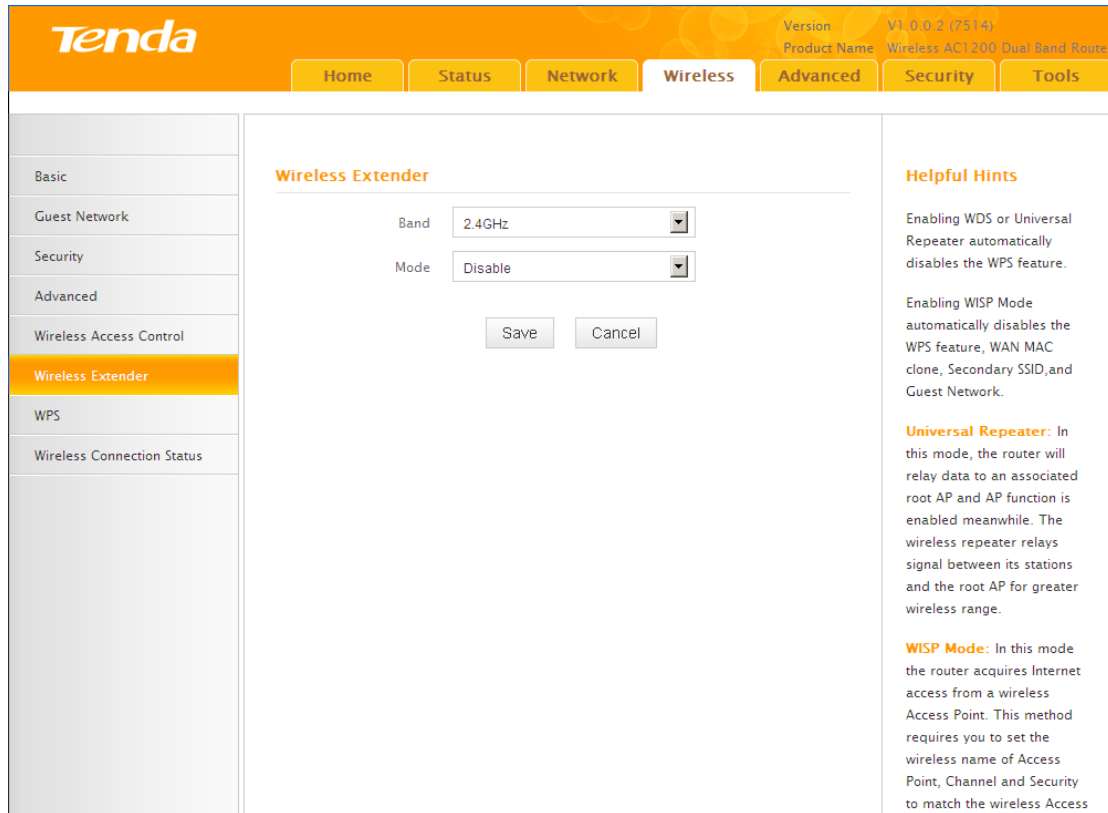 Tenda
Version V1.0.0.2 (7514)
Product Name Wireless AC1200 Dual Band Route
Home Status Network Wireless Advanced Security Tools
Basic
Guest Network
Security
Advanced
Wireless Access Control
Wireless Extender
WPS
Wireless Connection Status
Wireless Extender
Band 2.4GHz
Mode Disable
Save Cancel
Helpful Hints
Enabling WDS or Universal
Repeater automatically
disables the WPS feature.
Enabling WISP Mode
automatically disables the
WPS feature, WAN MAC
clone, Secondary SSID,and
Guest Network.
Universal Repeater: In
this mode, the router will
relay data to an associated
root AP and AP function is
enabled meanwhile. The
wireless repeater relays
signal between its stations
and the root AP for greater
wireless range.
WISP Mode: In this mode
the router acquires Internet
access from a wireless
Access Point. This method
requires you to set the
wireless name of Access
Point, Channel and Security
to match the wireless Access